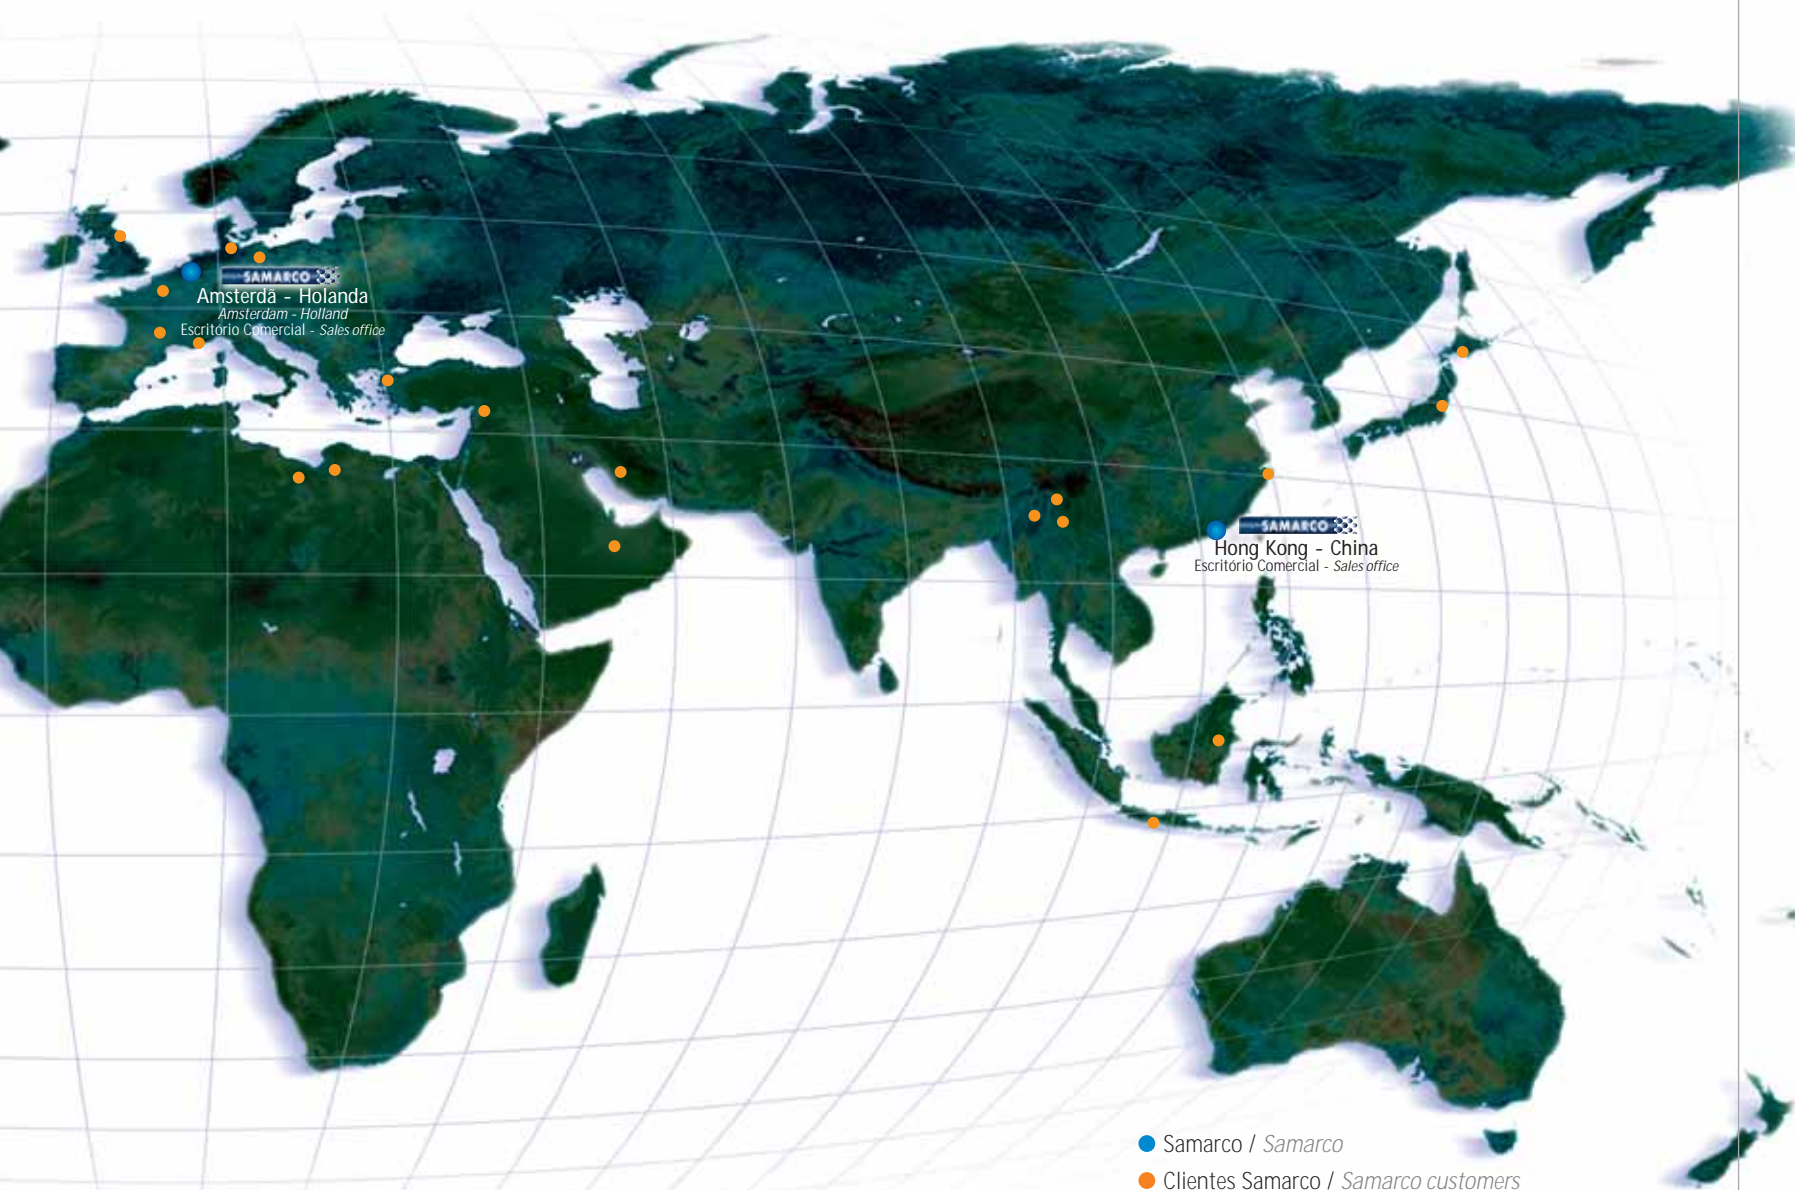 SAMARCO
Amsterdã - Holanda
Amsterdam - Holland
Escritório Comercial - Sales office
SAMARCO
Hong Kong - China
Escritório Comercial - Sales office
Samarco / Samarco
Clientes Samarco / Samarco customers